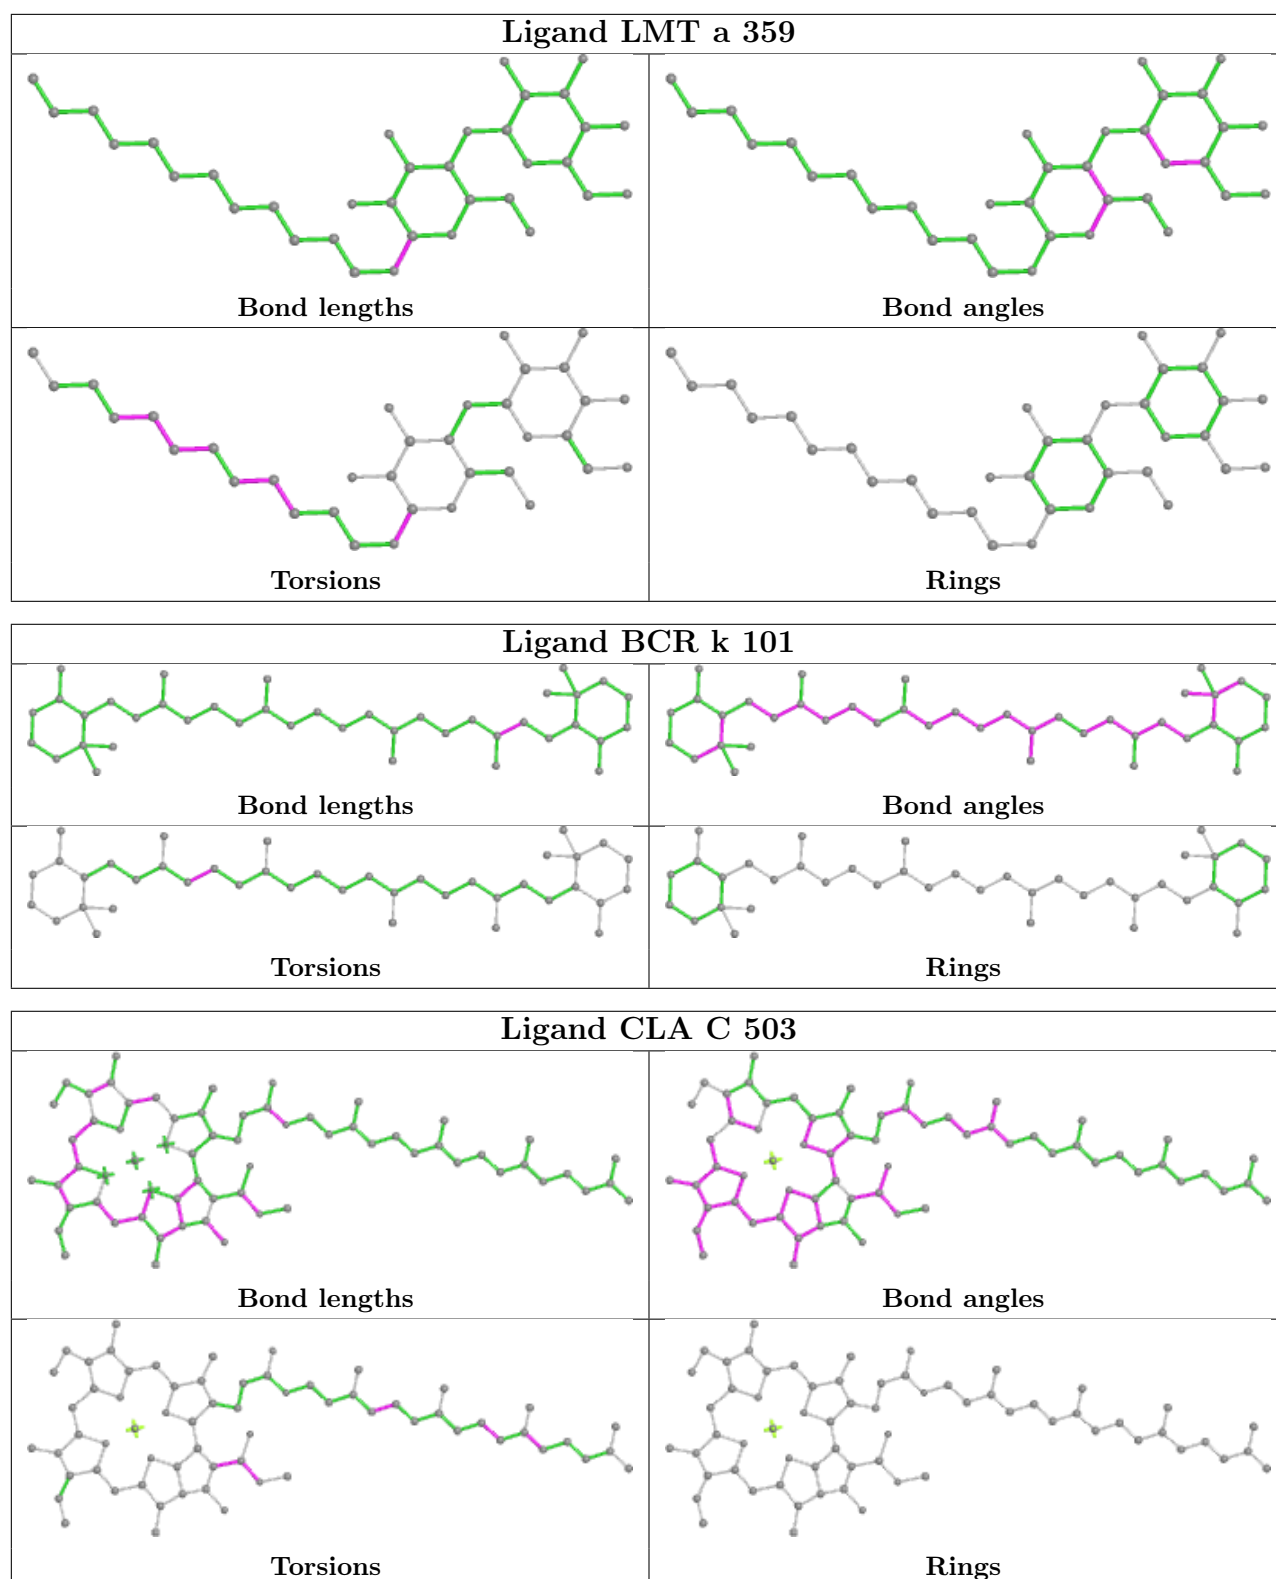 Ligand LMT a 359
Bond lengths
Bond angles
Torsions
Rings
Ligand BCR k 101
Bond lengths
Bond angles
Torsions
Rings
Ligand CLA C 503
Bond lengths
Bond angles
Torsions
Rings